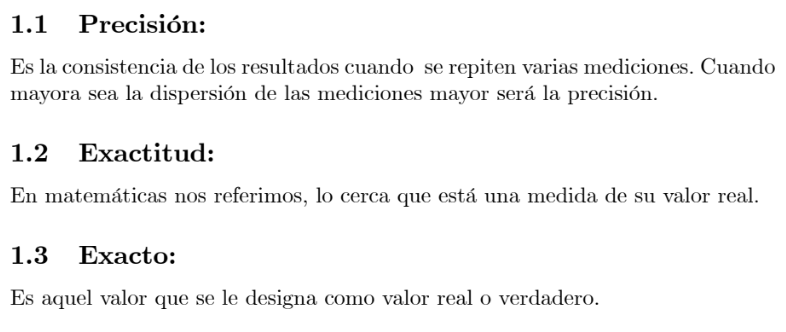 1.1 Precisión:
Es la consistencia de los resultados cuando se repiten varias mediciones. Cuando
mayora sea la dispersión de las mediciones mayor será la precisión.
1.2 Exactitud:
En matemáticas nos referimos, lo cerca que está una medida de su valor real.
1.3 Exacto:
Es aquel valor que se le designa como valor real o verdadero.